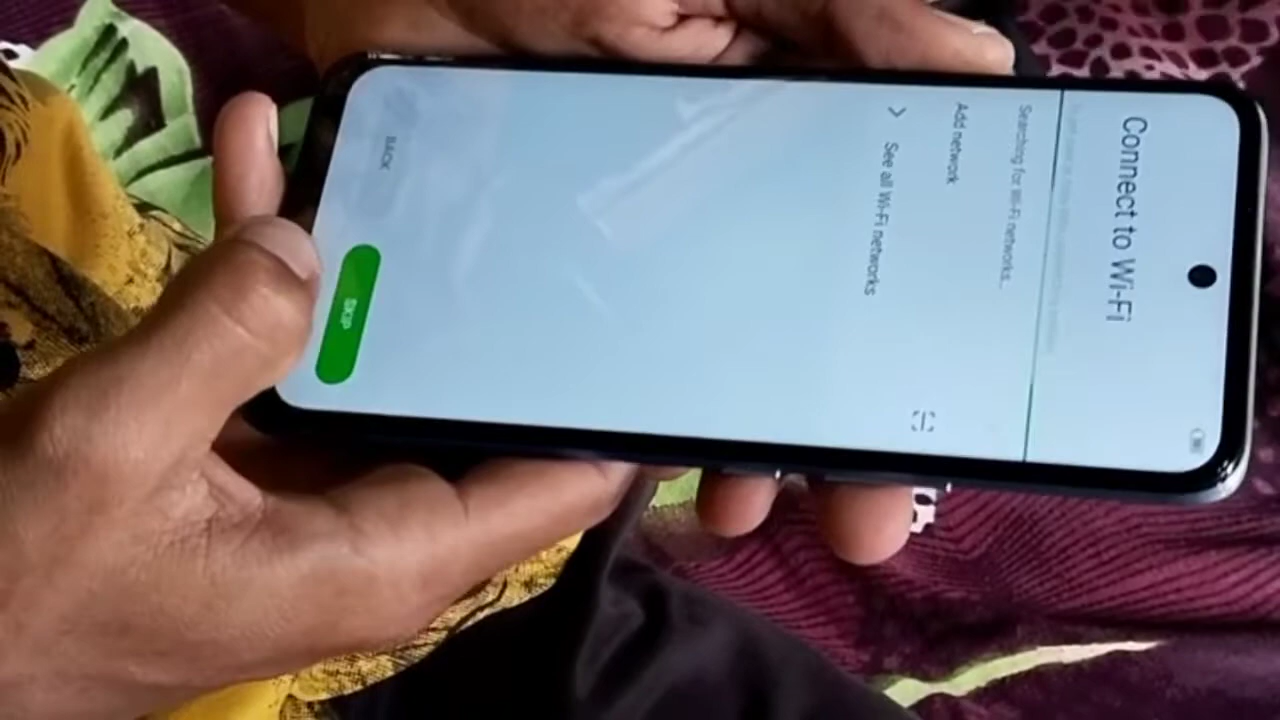 Connect to Wi-Fi
Searching for Wi-Fi networks...
Add network
See all Wi-Fi networks
BACK
SKIP